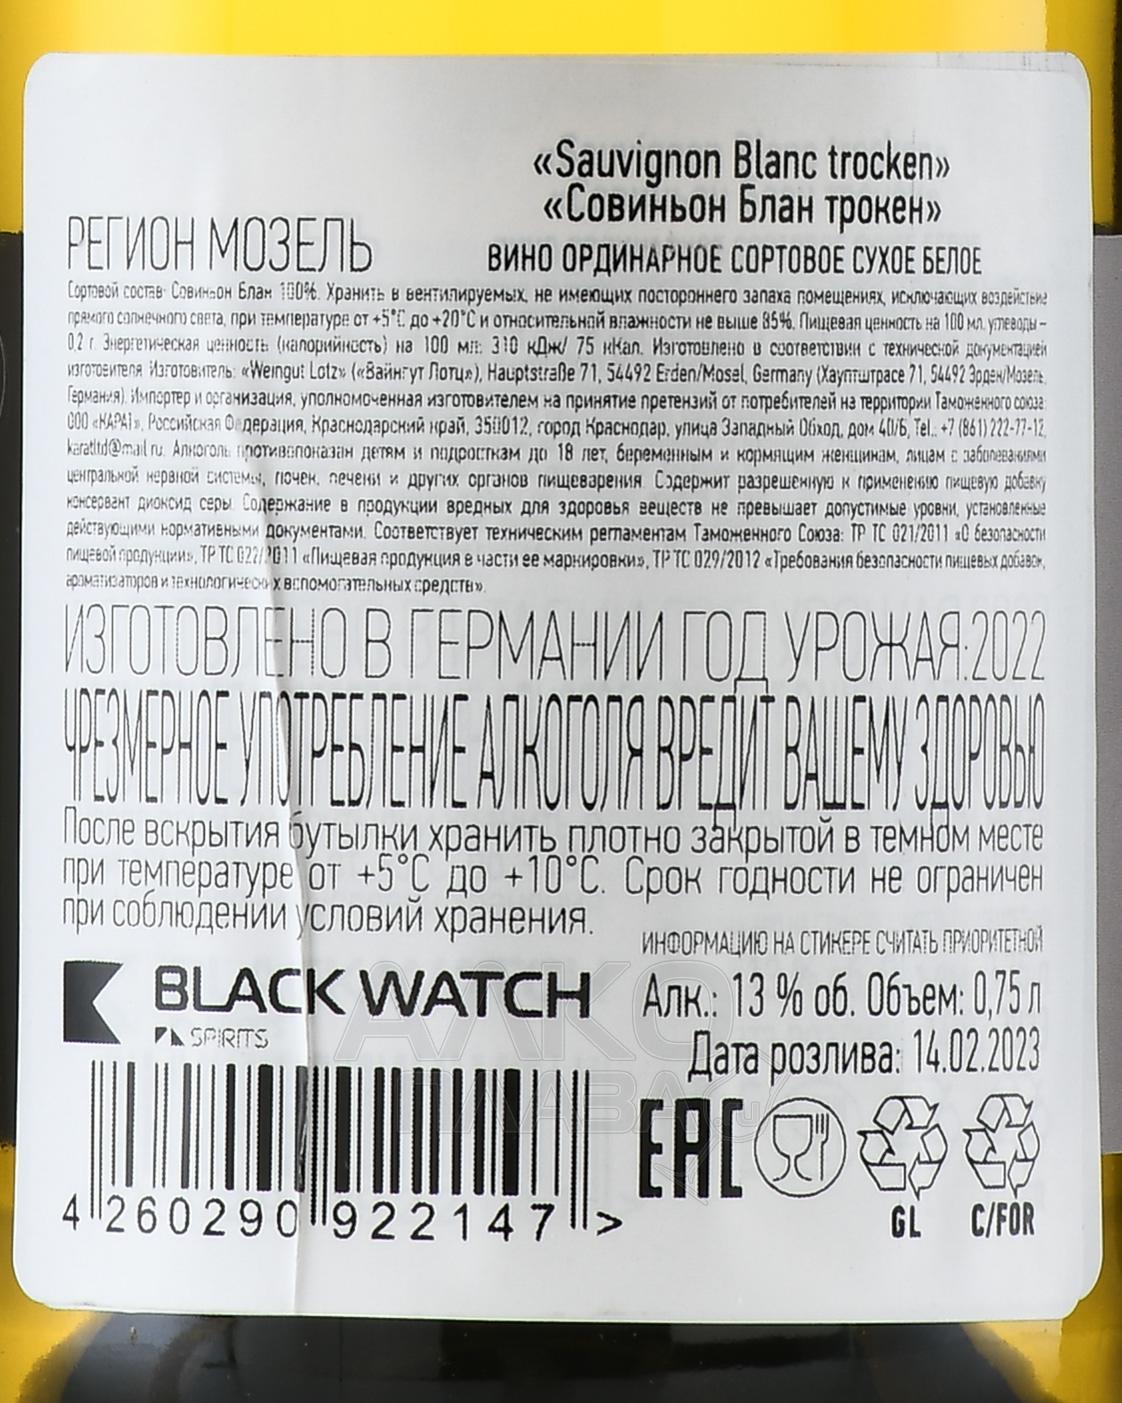 «Sauvignon Blanc trocken»
«Совиньон Блан трокен»
РЕГИОН МОЗЕЛЬ
ВИНО ОРДИНАРНОЕ СОРТОВОЕ СУХОЕ БЕЛОЕ
Сортовой состав: Совиньон Блан 100%. Хранить в вентилируемых, не имеющих постороннего запаха помещениях, исключающих воздействие
прямого солнечного света, при температуре от +5°С до +20°С и относительной влажности не выше 85%. Пищевая ценность на 100 мл. углеводы –
0,2 г. Энергетическая ценность (калорийность) на 100 мл: 310 кДж/ 75 кКал. Изготовлено в соответствии с технической документацией
изготовителя. Изготовитель: «Weingut Lotz» («Вайнгут Лотц»), Hauptstraße 71, 54492 Erden/Mosel, Germany (Хауптштрасе 71, 54492 Эрден/Мозель,
Германия). Импортер и организация, уполномоченная изготовителем на принятие претензий от потребителей на территории Таможенного союза:
ООО «КАРАТ», Российская Федерация, Краснодарский край, 350012, город Краснодар, улица Западный Обход, дом 40/Б, Tel.: +7 (861) 222-77-12,
karatltd@mail.ru. Алкоголь противопоказан детям и подросткам до 18 лет, беременным и кормящим женщинам, лицам с заболеваниями
центральной нервной системы, почек, печени и других органов пищеварения. Содержит разрешенную к применению пищевую добавку
консервант диоксид серы. Содержание в продукции вредных для здоровья веществ не превышает допустимые уровни, установленные
действующими нормативными документами. Соответствует техническим регламентам Таможенного Союза: ТР ТС 021/2011 «О безопасности
пищевой продукции», ТР ТС 022/2011 «Пищевая продукция в части ее маркировки», ТР ТС 029/2012 «Требования безопасности пищевых добавок,
ароматизаторов и технологических вспомогательных средств».
ИЗГОТОВЛЕНО В ГЕРМАНИИ ГОД УРОЖАЯ:2022
ЧРЕЗМЕРНОЕ УПОТРЕБЛЕНИЕ АЛКОГОЛЯ ВРЕДИТ ВАШЕМУ ЗДОРОВЬЮ
После вскрытия бутылки хранить плотно закрытой в темном месте
при температуре от +5°С до +10°С. Срок годности не ограничен
при соблюдении условий хранения.
ИНФОРМАЦИЮ НА СТИКЕРЕ СЧИТАТЬ ПРИОРИТЕТНОЙ
BLACK WATCH
SPIRITS
Алк.: 13 % об. Объем: 0,75 л
Дата розлива: 14.02.2023
4 260290 922147 >
EAC
GL C/FOR
АЛКО
ЛАВКА.ru